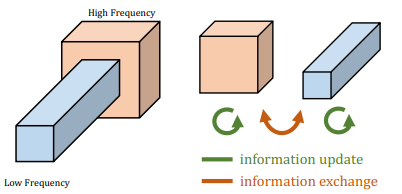 High Frequency
Low Frequency
information update
information exchange